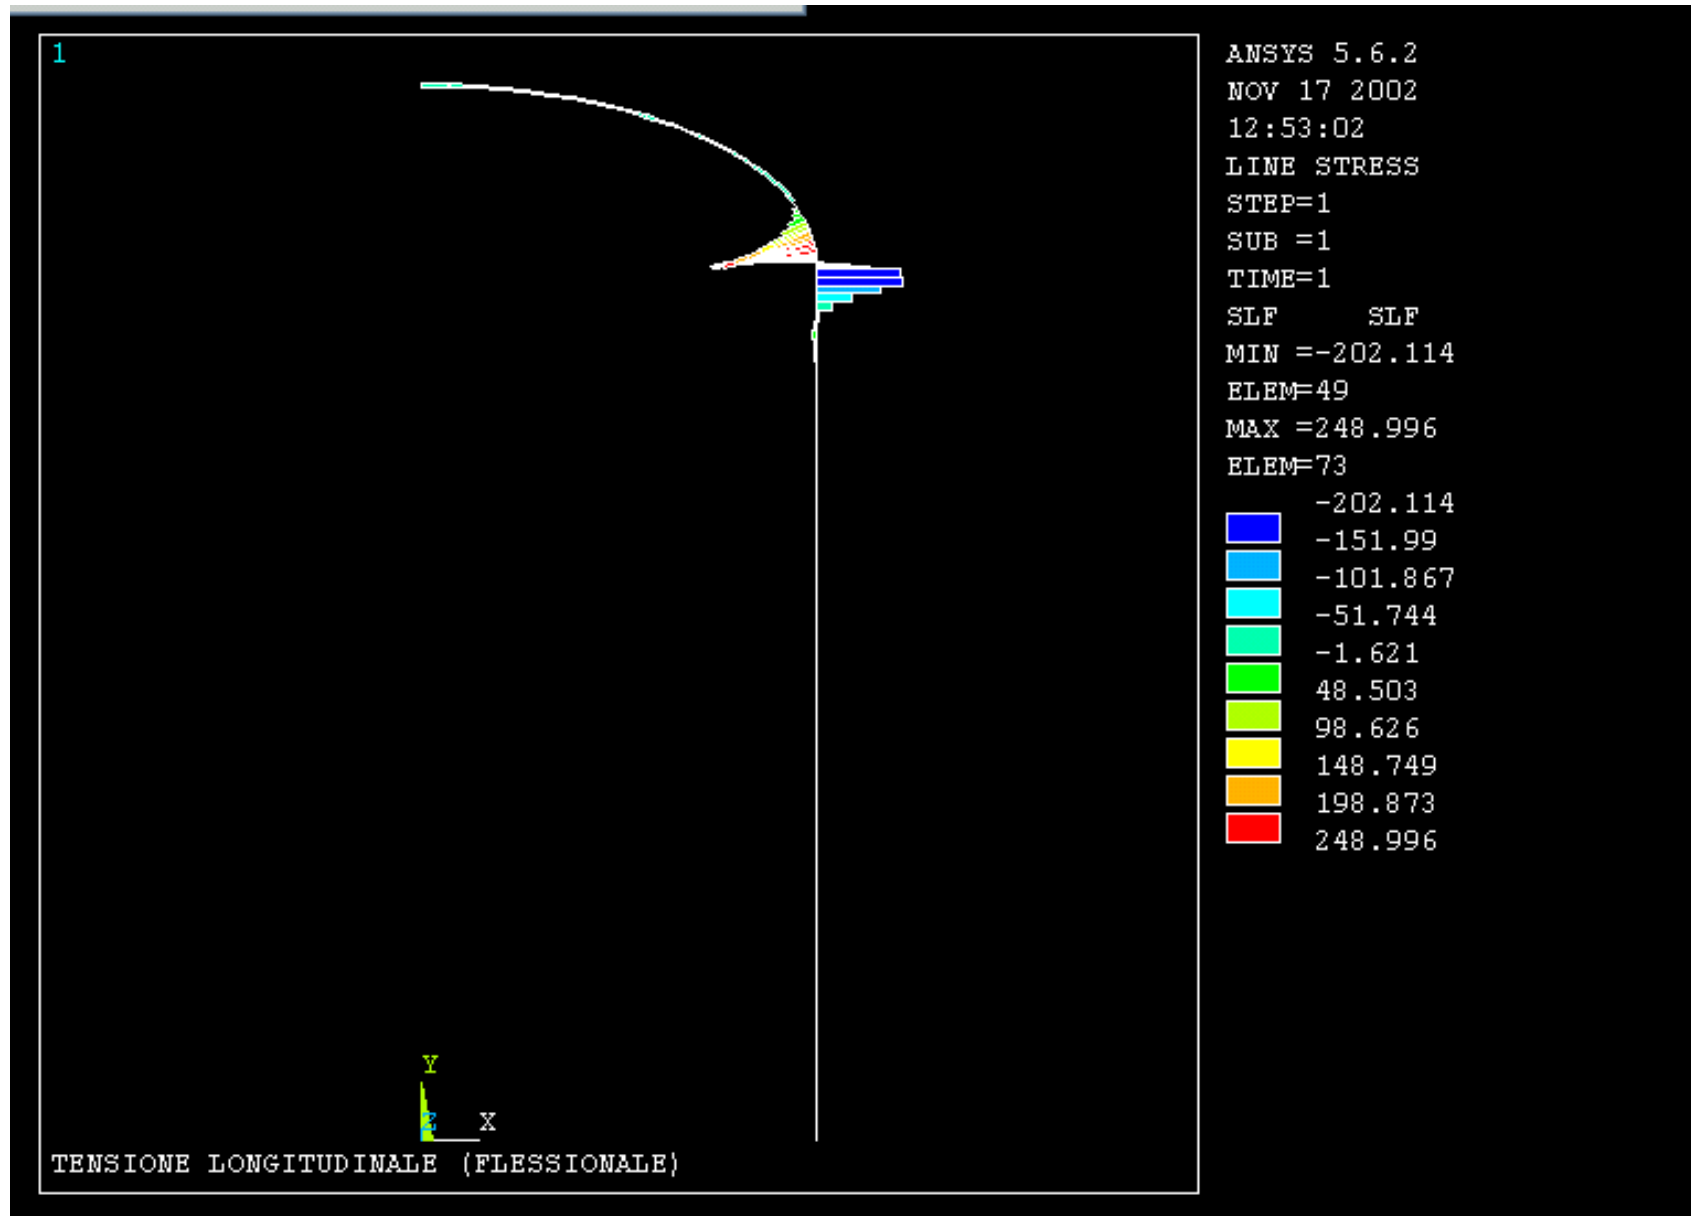 1
ANSYS 5.6.2
NOV 17 2002
12:53:02
LINE STRESS
STEP=1
SUB =1
TIME=1
SLF SLF
MIN =-202.114
ELEM=49
MAX =248.996
ELEM=73
-202.114
-151.99
-101.867
-51.744
-1.621
48.503
98.626
148.749
198.873
248.996
Y
Z X
TENSIONE LONGITUDINALE (FLESSIONALE)